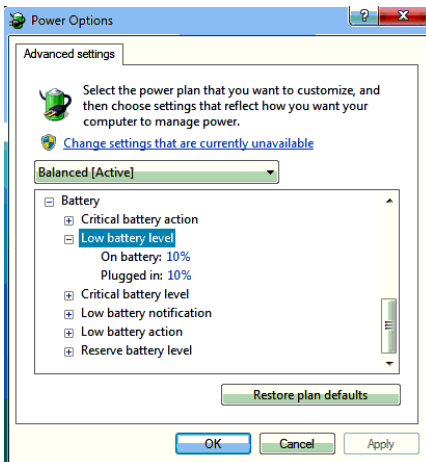 Power Options
Advanced settings
Select the power plan that you want to customize, and
then choose settings that reflect how you want your
computer to manage power.
Change settings that are currently unavailable
Balanced [Active]
Battery
Critical battery action
Low battery level
On battery: 10%
Plugged in: 10%
Critical battery level
Low battery notification
Low battery action
Reserve battery level
Restore plan defaults
OK Cancel Apply